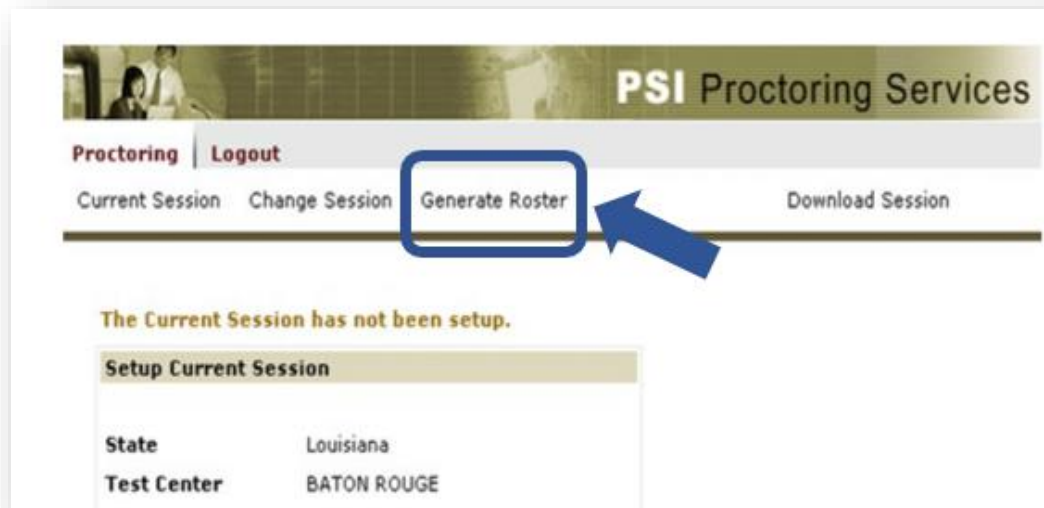 PSI Proctoring Services
Proctoring Logout
Current Session Change Session Generate Roster Download Session
The Current Session has not been setup.
Setup Current Session
State Louisiana
Test Center BATON ROUGE